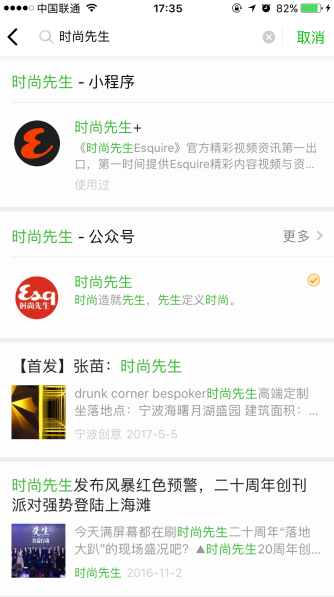 中国联通 17:35 82%
时尚先生 取消
时尚先生 - 小程序
时尚先生+
《时尚先生Esquire》官方精彩视频资讯第一出
口，第一时间提供Esquire精彩内容视频与资...
使用过
时尚先生 - 公众号 更多
Esq
时尚先生
时尚先生
时尚造就先生，先生定义时尚。
【首发】张苗：时尚先生
drunk corner bespoker时尚先生高端定制
坐落地点：宁波海曙月湖盛园 建筑面积：...
宁波创意 2017-5-5
时尚先生发布风暴红色预警，二十周年创刊
派对强势登陆上海滩
先生
今天满屏幕都在刷时尚先生二十周年“落地
大趴”的现场盛况吧？▲时尚先生20周年创...
时尚先生 2016-11-2